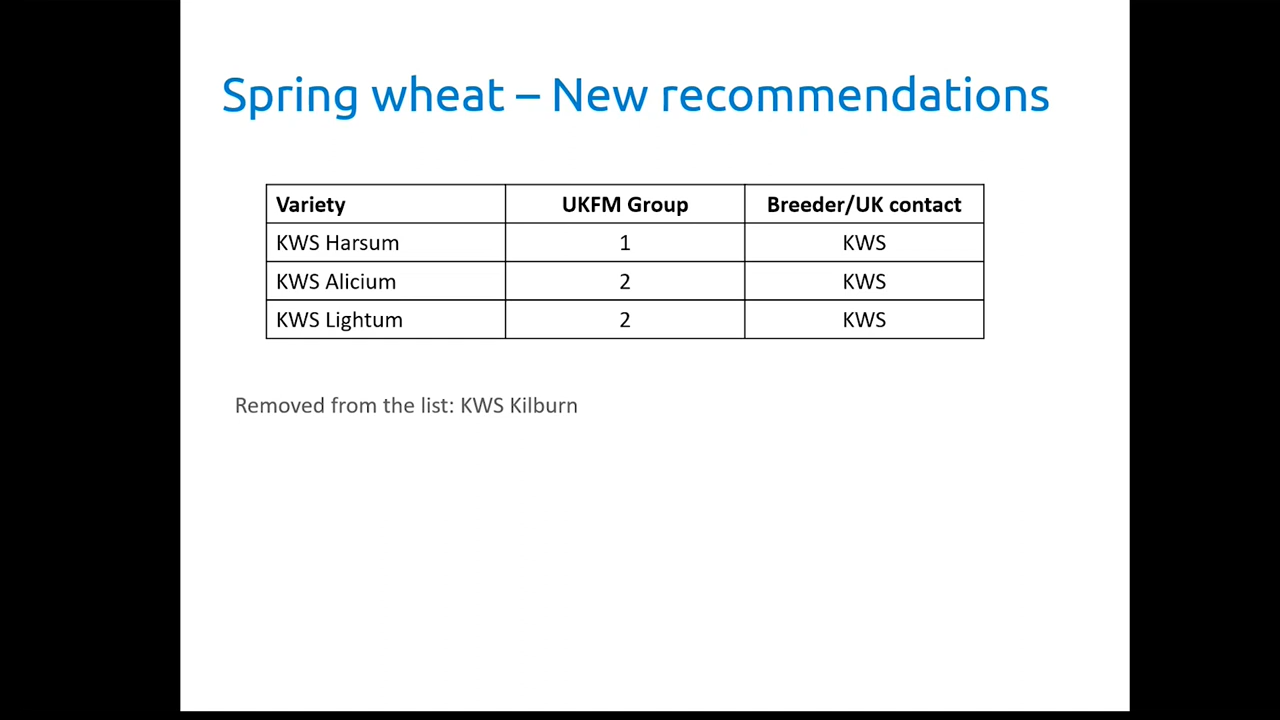 Spring wheat – New recommendations
Variety UKFM Group Breeder/UK contact
KWS Harsum 1 KWS
KWS Alicium 2 KWS
KWS Lightum 2 KWS
Removed from the list: KWS Kilburn